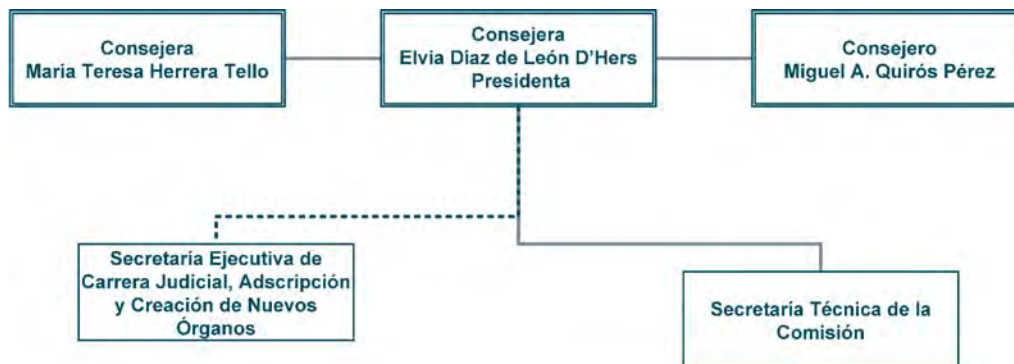 Consejera
María Teresa Herrera Tello
Consejera
Elvia Díaz de León D’Hers
Presidenta
Consejero
Miguel A. Quirós Pérez
Secretaría Ejecutiva de
Carrera Judicial, Adscripción
y Creación de Nuevos
Órganos
Secretaría Técnica de la
Comisión